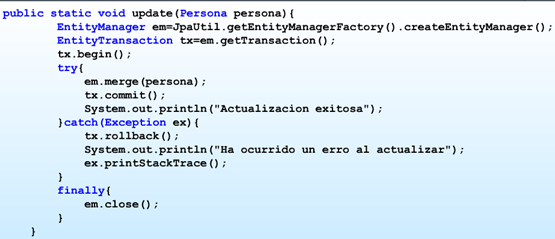 public static void update(Persona persona){
EntityManager em=JpaUtil.getEntityManagerFactory().createEntityManager();
EntityTransaction tx=em.getTransaction();
tx.begin();
try{
em.merge(persona);
tx.commit();
System.out.println("Actualizacion exitosa");
}catch(Exception ex){
tx.rollback();
System.out.println("Ha ocurrido un erro al actualizar");
ex.printStackTrace();
}
finally{
em.close();
}
}